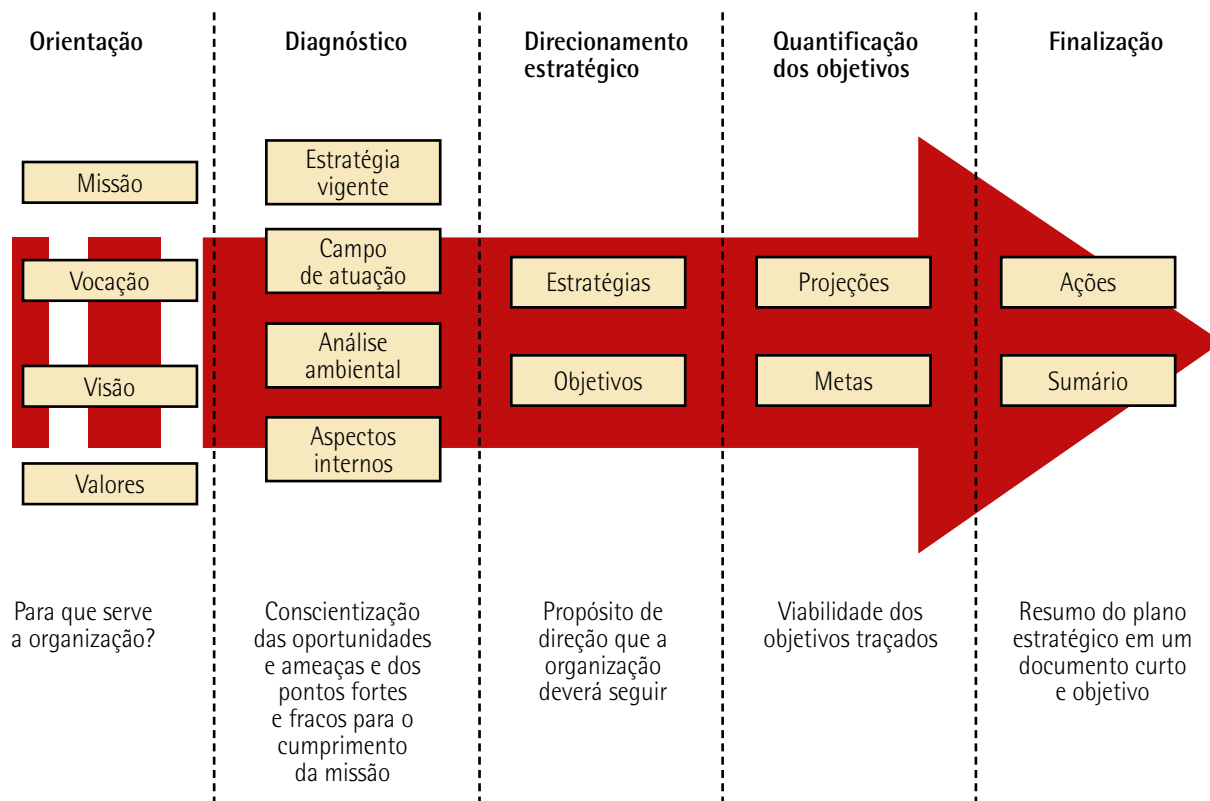 Orientação
Missão
Vocação
Visão
Valores
Para que serve
a organização?
Diagnóstico
Estratégia
vigente
Campo
de atuação
Análise
ambiental
Aspectos
internos
Conscientização
das oportunidades
e ameaças e dos
pontos fortes
e fracos para o
cumprimento
da missão
Direcionamento
estratégico
Estratégias
Objetivos
Propósito de
direção que a
organização
deverá seguir
Quantificação
dos objetivos
Projeções
Metas
Viabilidade dos
objetivos traçados
Finalização
Ações
Sumário
Resumo do plano
estratégico em um
documento curto
e objetivo